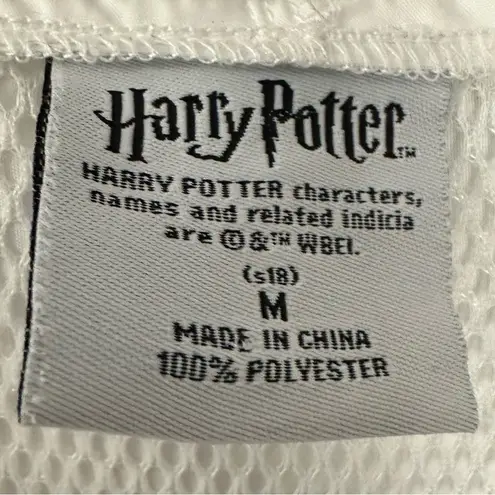 Harry Potter™
HARRY POTTER characters,
names and related indicia
are ©&™ WBEI.
(s18)
M
MADE IN CHINA
100% POLYESTER